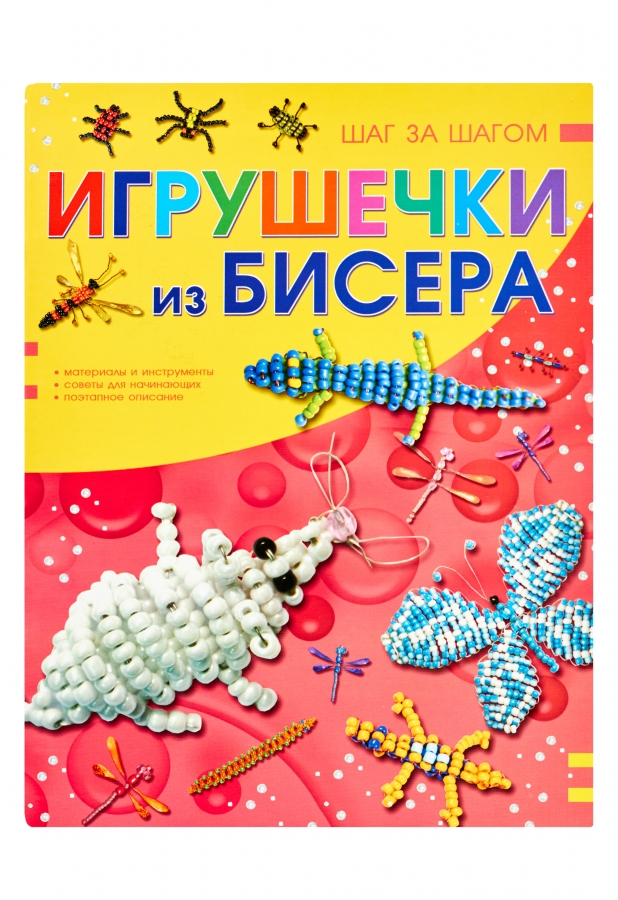 ШАГ ЗА ШАГОМ
ИГРУШЕЧКИ
ИЗ БИСЕРА
• материалы и инструменты
• советы для начинающих
• поэтапное описание